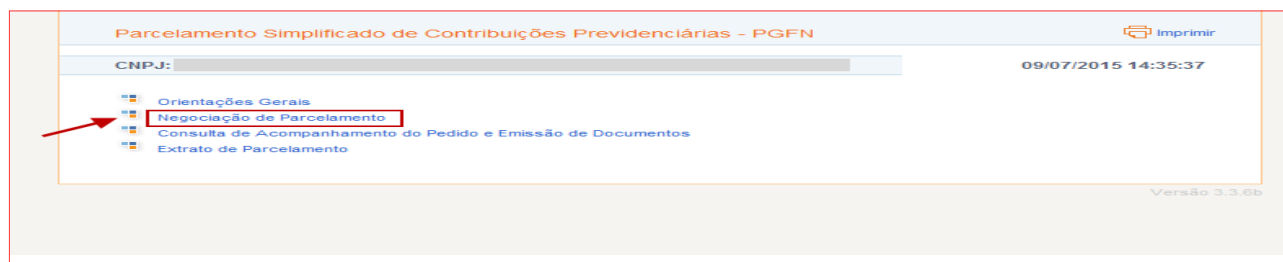 Parcelamento Simplificado de Contribuições Previdenciárias - PGFN Imprimir
CNPJ: 09/07/2015 14:35:37
Orientações Gerais
Negociação de Parcelamento
Consulta de Acompanhamento do Pedido e Emissão de Documentos
Extrato de Parcelamento
Versão 3.3.6b